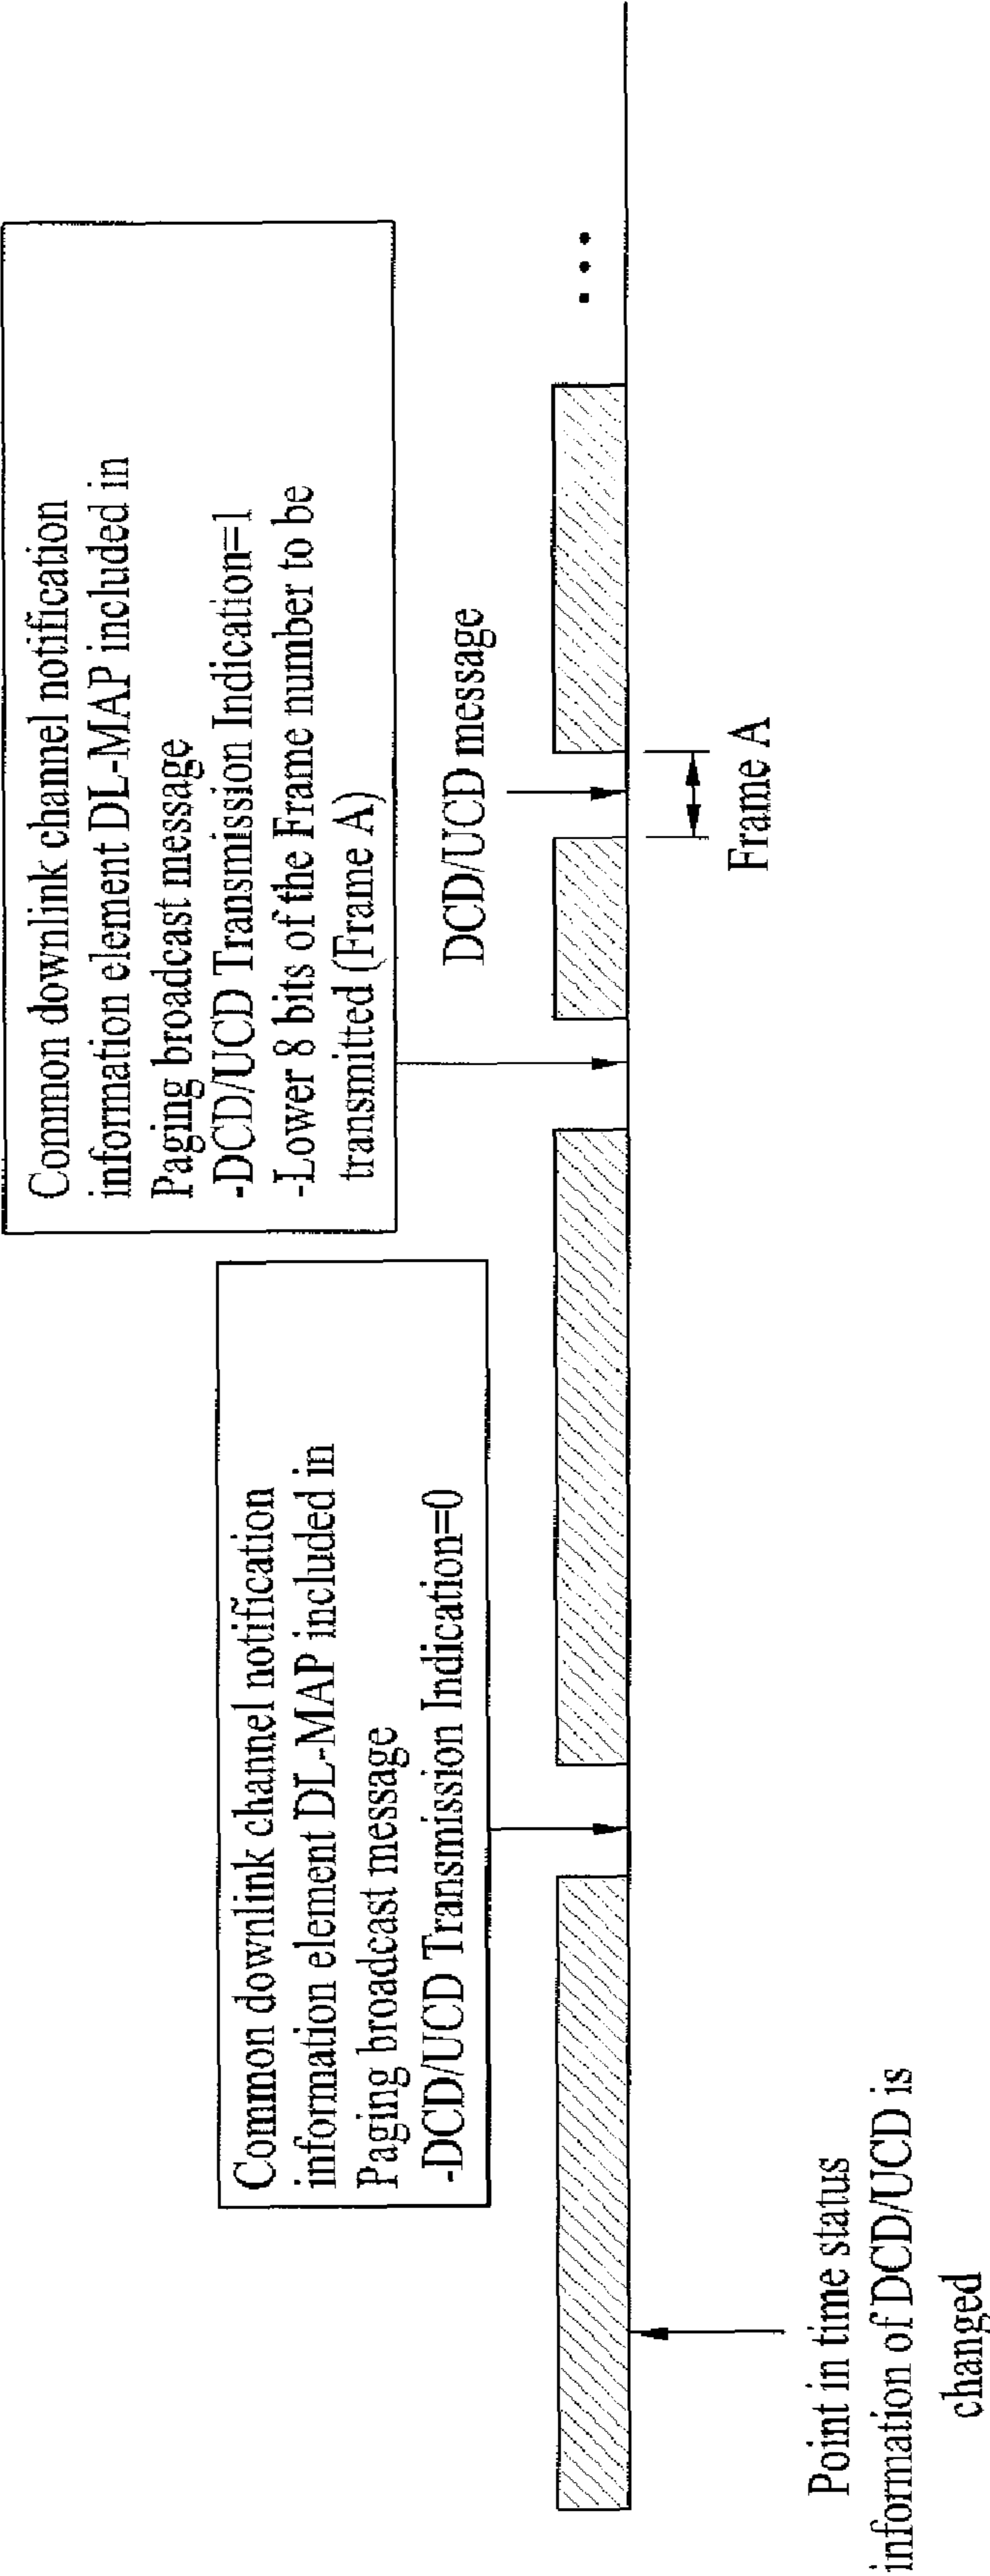 Common downlink channel notification
information element DL-MAP included in
Paging broadcast message
-DCD/UCD Transmission Indication=0
Common downlink channel notification
information element DL-MAP included in
Paging broadcast message
-DCD/UCD Transmission Indication=1
-Lower 8 bits of the Frame number to be
transmitted (Frame A)
DCD/UCD message
Frame A
Point in time status
information of DCD/UCD is
changed